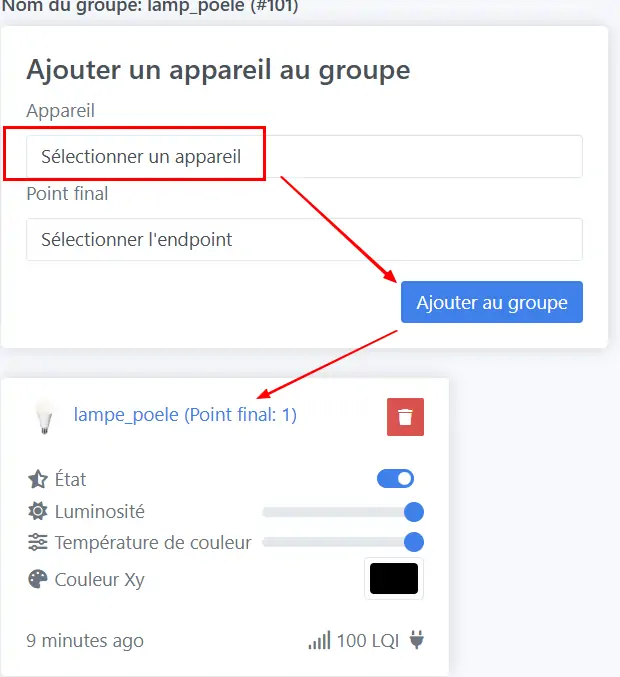 Nom du groupe: lamp_poele (#101)
Ajouter un appareil au groupe
Appareil
Sélectionner un appareil
Point final
Sélectionner l'endpoint
Ajouter au groupe
lampe_poele (Point final: 1)
État
Luminosité
Température de couleur
Couleur Xy
9 minutes ago
100 LQI